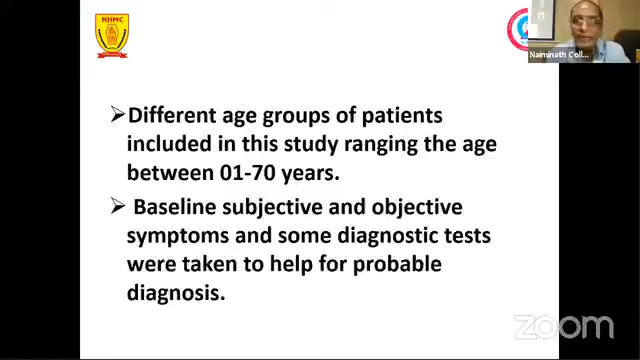 NHMC
Naiminath Coll...
➢Different age groups of patients
included in this study ranging the age
between 01-70 years.
➢ Baseline subjective and objective
symptoms and some diagnostic tests
were taken to help for probable
diagnosis.
zoom